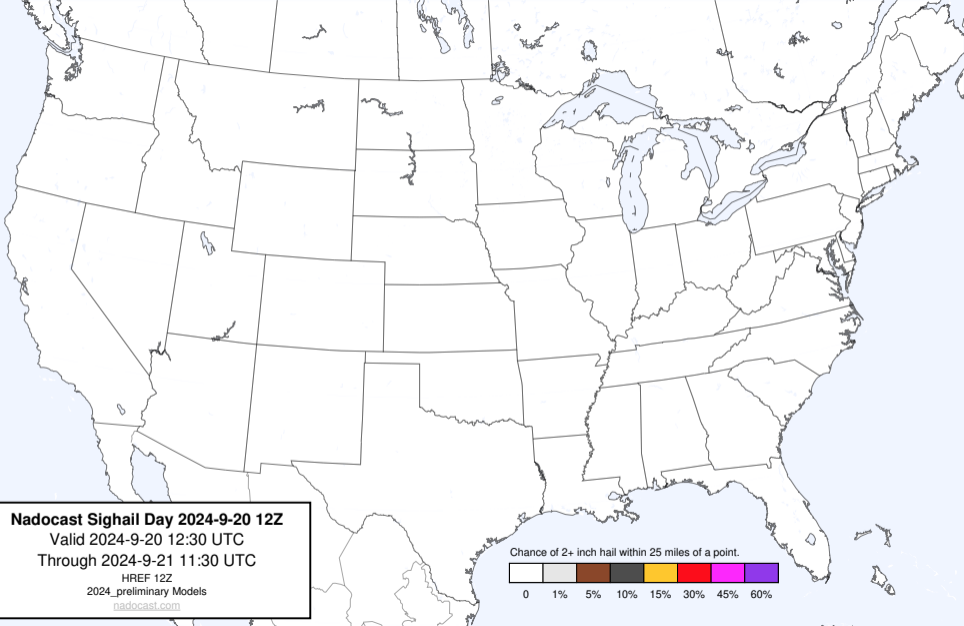 Nadocast Sighail Day 2024-9-20 12Z
Valid 2024-9-20 12:30 UTC
Through 2024-9-21 11:30 UTC
HREF 12Z
2024_preliminary Models
nadocast.com
Chance of 2+ inch hail within 25 miles of a point.
0 1% 5% 10% 15% 30% 45% 60%